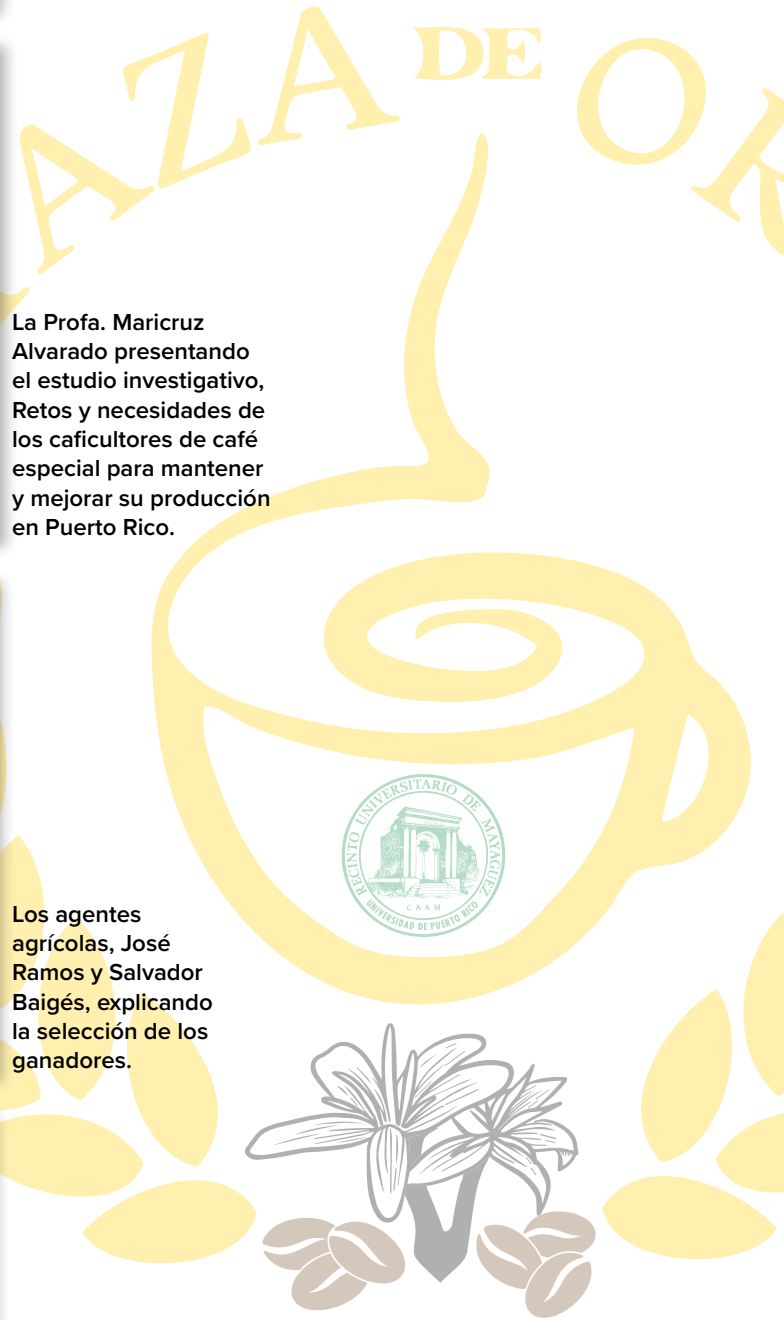 AZA DE OR
La Profa. Maricruz
Alvarado presentando
el estudio investigativo,
Retos y necesidades de
los caficultores de café
especial para mantener
y mejorar su producción
en Puerto Rico.
RECINTO UNIVERSITARIO DE MAYAGUEZ
CAAM
UNIVERSIDAD DE PUERTO RICO
Los agentes
agrícolas, José
Ramos y Salvador
Baigés, explicando
la selección de los
ganadores.